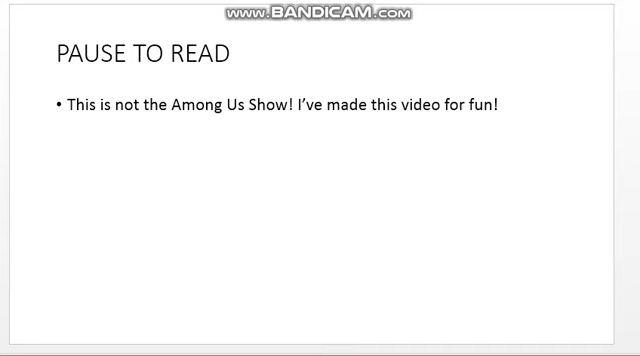 www.BANDICAM.com
PAUSE TO READ
• This is not the Among Us Show! I've made this video for fun!